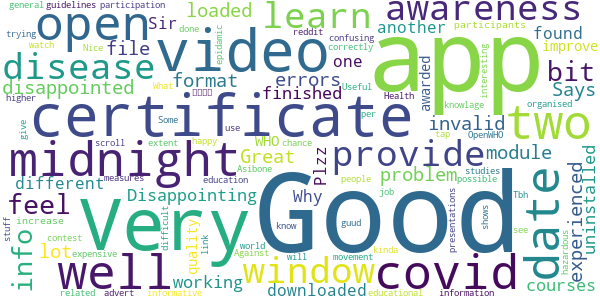 general guidelines participation
trying open Sir loaded learn awareness
reddit confusing correctly another participants
watch Nice file done epidemic found improve
disease video errors one app interesting
disappointed format finished awarded bit Says
higher What Health Useful knowlage organised
certificate invalid two
Some WHO per OpenWHO
give scroll extent happy use chance tap
midnight Great Plzz provide module
measures education Asibone people studies possible
different Disappointing Why problem experienced uninstalled
feel Very Good know guud job Tbh date
stuff increase lot quality difficult link world presentations shows see hazardous
info contest expensive working Against will movement kinds courses
well window covid
related advert informative downloaded educational information